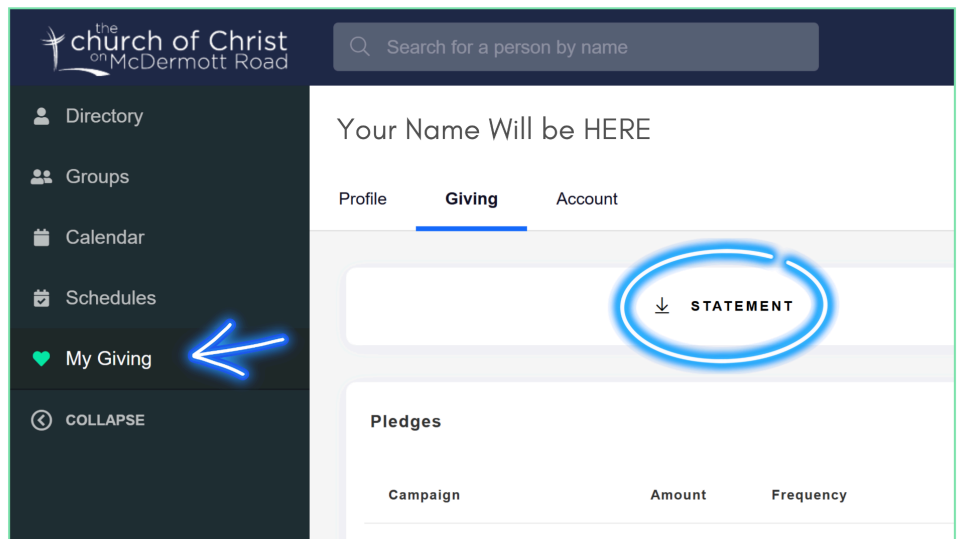 the
church of Christ
on McDermott Road
Search for a person by name
Directory
Groups
Calendar
Schedules
My Giving
COLLAPSE
Your Name Will be HERE
Profile Giving Account
STATEMENT
Pledges
Campaign Amount Frequency